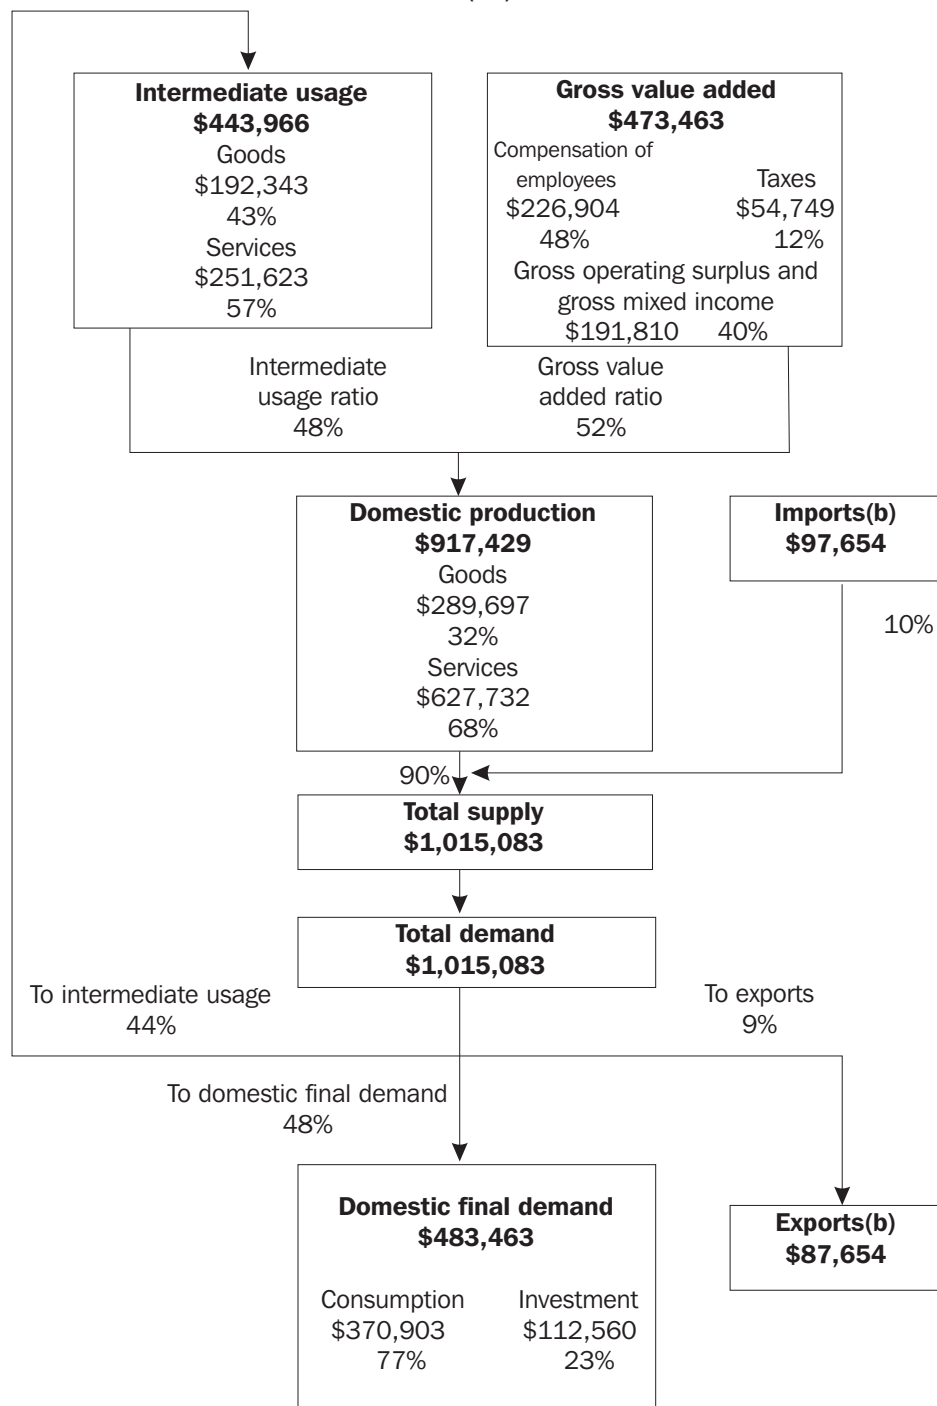 Intermediate usage
$443,966
Goods
$192,343
43%
Services
$251,623
57%
Gross value added
$473,463
Compensation of
employees
$226,904
48%
Taxes
$54,749
12%
Gross operating surplus and
gross mixed income
$191,810 40%
Intermediate
usage ratio
48%
Gross value
added ratio
52%
Domestic production
$917,429
Goods
$289,697
32%
Services
$627,732
68%
Imports(b)
$97,654
10%
90%
Total supply
$1,015,083
Total demand
$1,015,083
To intermediate usage
44%
To exports
9%
To domestic final demand
48%
Domestic final demand
$483,463
Consumption
$370,903
77%
Investment
$112,560
23%
Exports(b)
$87,654